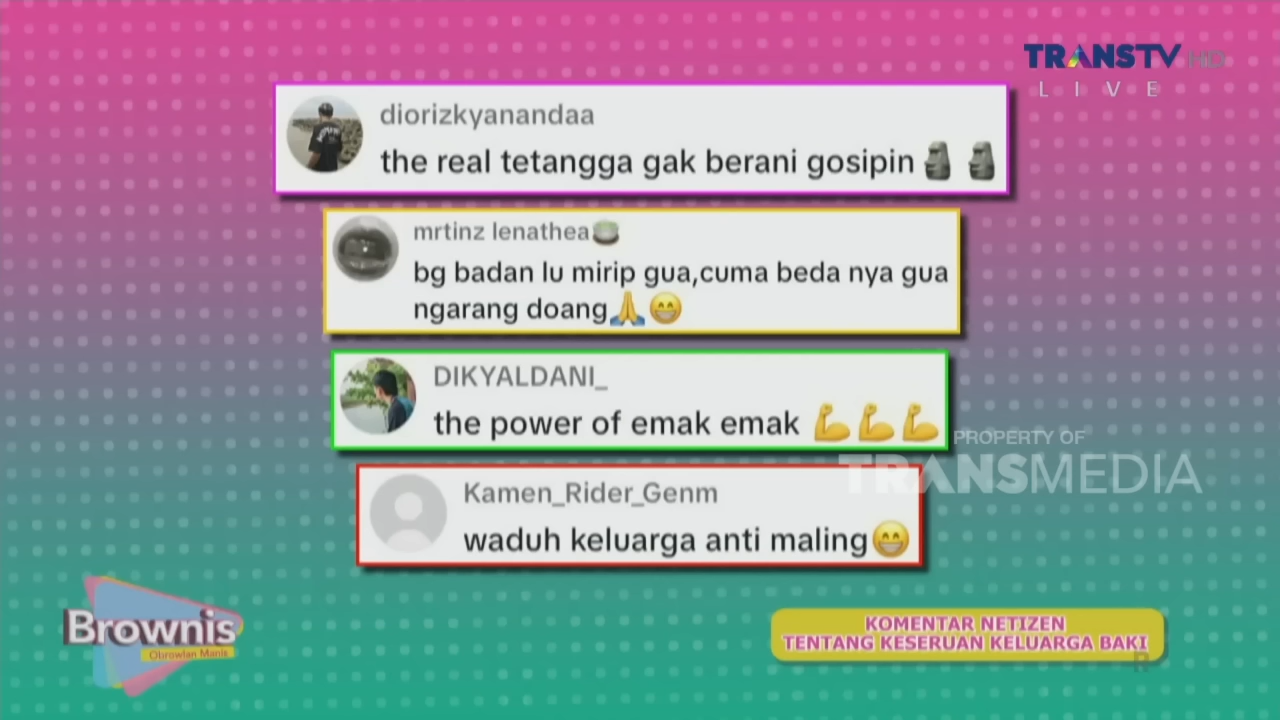 TRANSTV HD
LIVE
diorizkyanandaa
the real tetangga gak berani gosipin🗿 🗿
mrtinz lenathea🍵
bg badan lu mirip gua,cuma beda nya gua
ngarang doang🙏😁
DIKYALDANI_
the power of emak emak 💪💪💪
PROPERTY OF
TRANSMEDIA
Kamen_Rider_Genm
waduh keluarga anti maling😁
Brownis
Obrowlan Manis
KOMENTAR NETIZEN
TENTANG KESERUAN KELUARGA BAKI